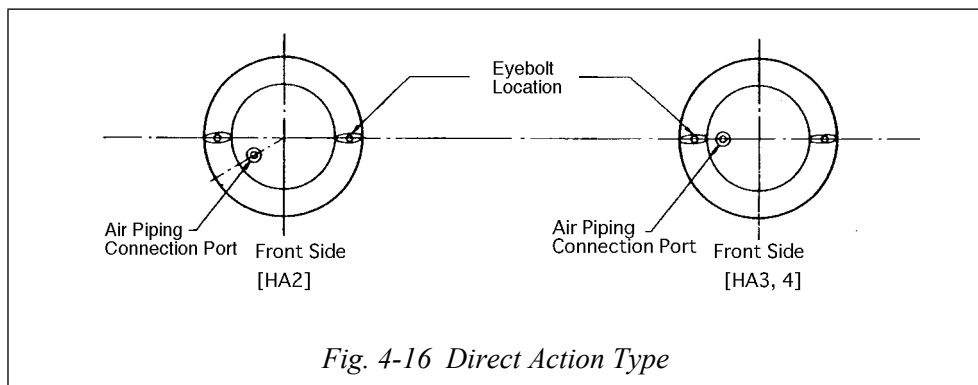 Eyebolt
Location
Air Piping
Connection Port
Front Side
[HA2]
Air Piping
Connection Port
Front Side
[HA3, 4]
Fig. 4-16 Direct Action Type